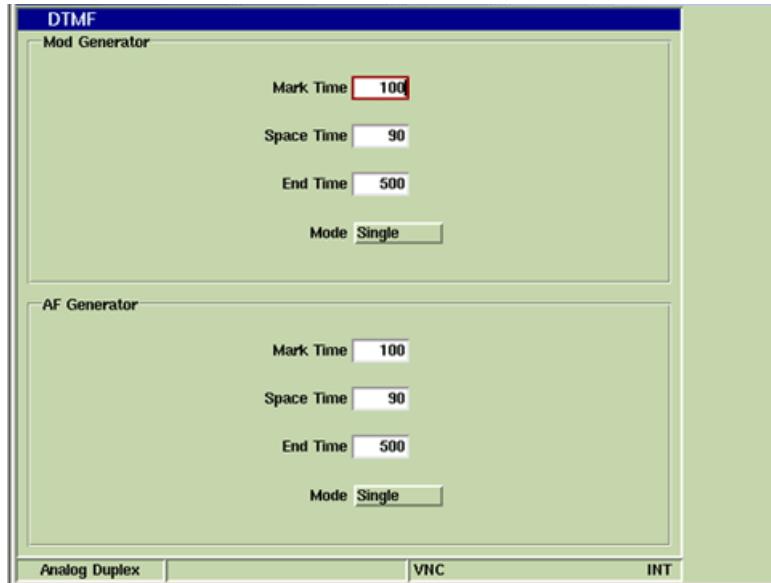 DTMF
Mod Generator
Mark Time 100
Space Time 90
End Time 500
Mode Single
AF Generator
Mark Time 100
Space Time 90
End Time 500
Mode Single
Analog Duplex VNC INT